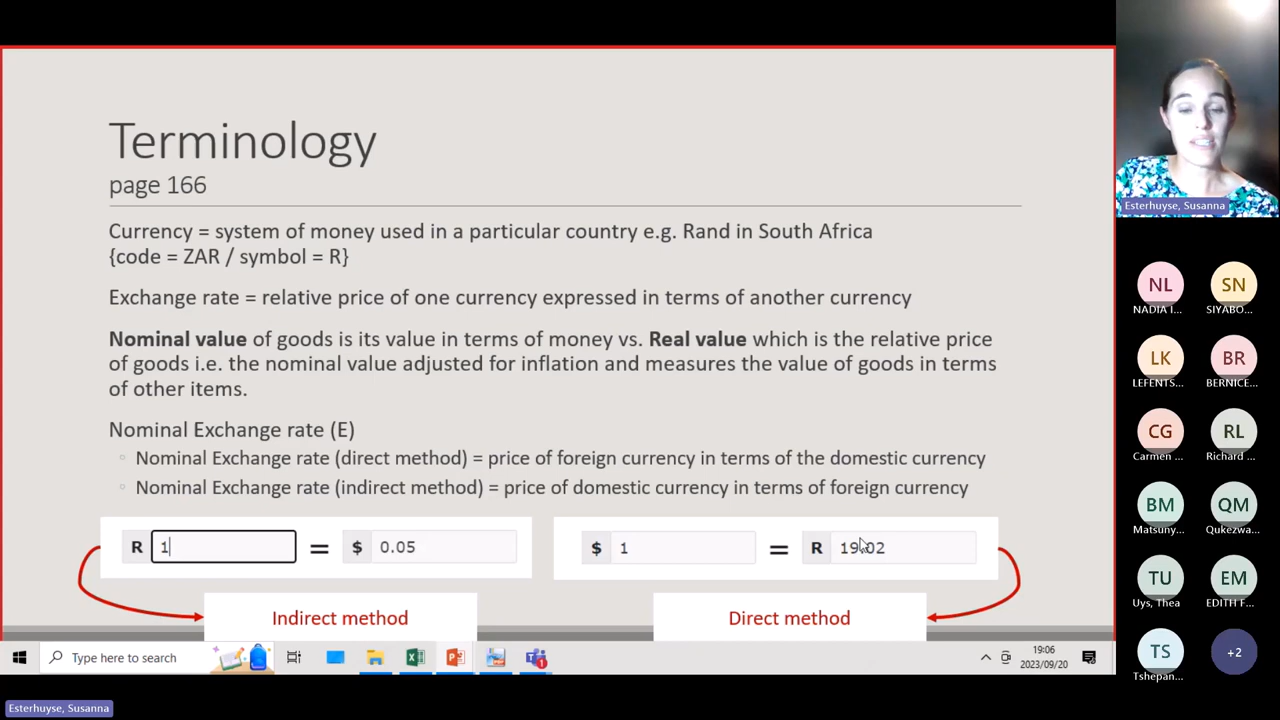 Terminology
page 166
Currency = system of money used in a particular country e.g. Rand in South Africa
{code = ZAR / symbol = R}
Exchange rate = relative price of one currency expressed in terms of another currency
Nominal value of goods is its value in terms of money vs. Real value which is the relative price
of goods i.e. the nominal value adjusted for inflation and measures the value of goods in terms
of other items.
Nominal Exchange rate (E)
Nominal Exchange rate (direct method) = price of foreign currency in terms of the domestic currency
Nominal Exchange rate (indirect method) = price of domestic currency in terms of foreign currency
R 1 = $ 0.05
$ 1 = R 19.02
Indirect method
Direct method
Type here to search
1
19:06
2023/09/20
Esterhuyse, Susanna
Esterhuyse, Susanna
NL
NADIA I...
SN
SIYABO...
LK
LEFENTS...
BR
BERNICE...
CG
Carmen ...
RL
Richard ...
BM
Matsuny...
QM
Qukezwa...
TU
Uys, Thea
EM
EDITH F...
TS
Tshepan...
+2